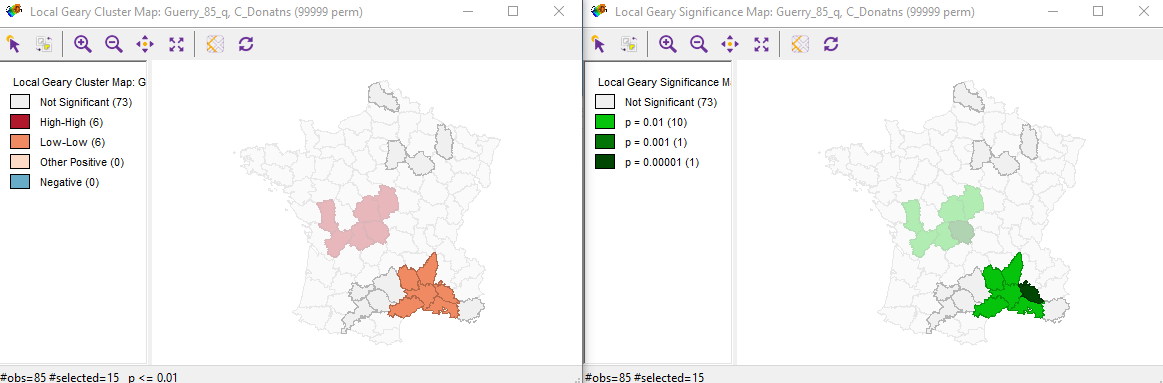 Local Geary Cluster Map: Guerry_85_q, C_Donatns (99999 perm)
Local Geary Cluster Map: G
Not Significant (73)
High-High (6)
Low-Low (6)
Other Positive (0)
Negative (0)
#obs=85 #selected=15 p <= 0.01
Local Geary Significance Map: Guerry_85_q, C_Donatns (99999 perm)
Local Geary Significance M
Not Significant (73)
p = 0.01 (10)
p = 0.001 (1)
p = 0.00001 (1)
#obs=85 #selected=15